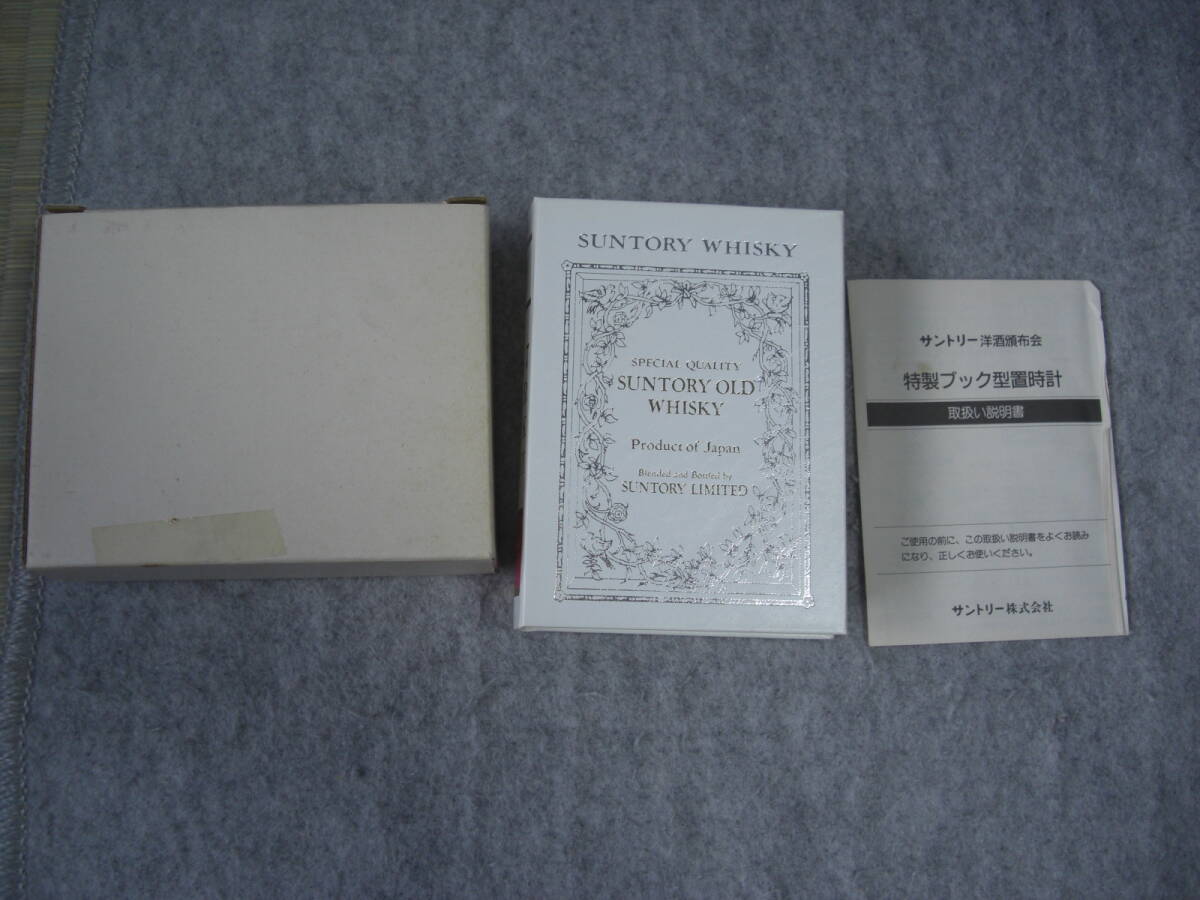 SUNTORY WHISKY
SPECIAL QUALITY
SUNTORY OLD
WHISKY
Product of Japan
Blended and Bottled by
SUNTORY LIMITED
サントリー洋酒頒布会
特製ブック型置時計
取扱い説明書
ご使用の前に、この取扱い説明書をよくお読み
になり、正しくお使いください。
サントリー株式会社